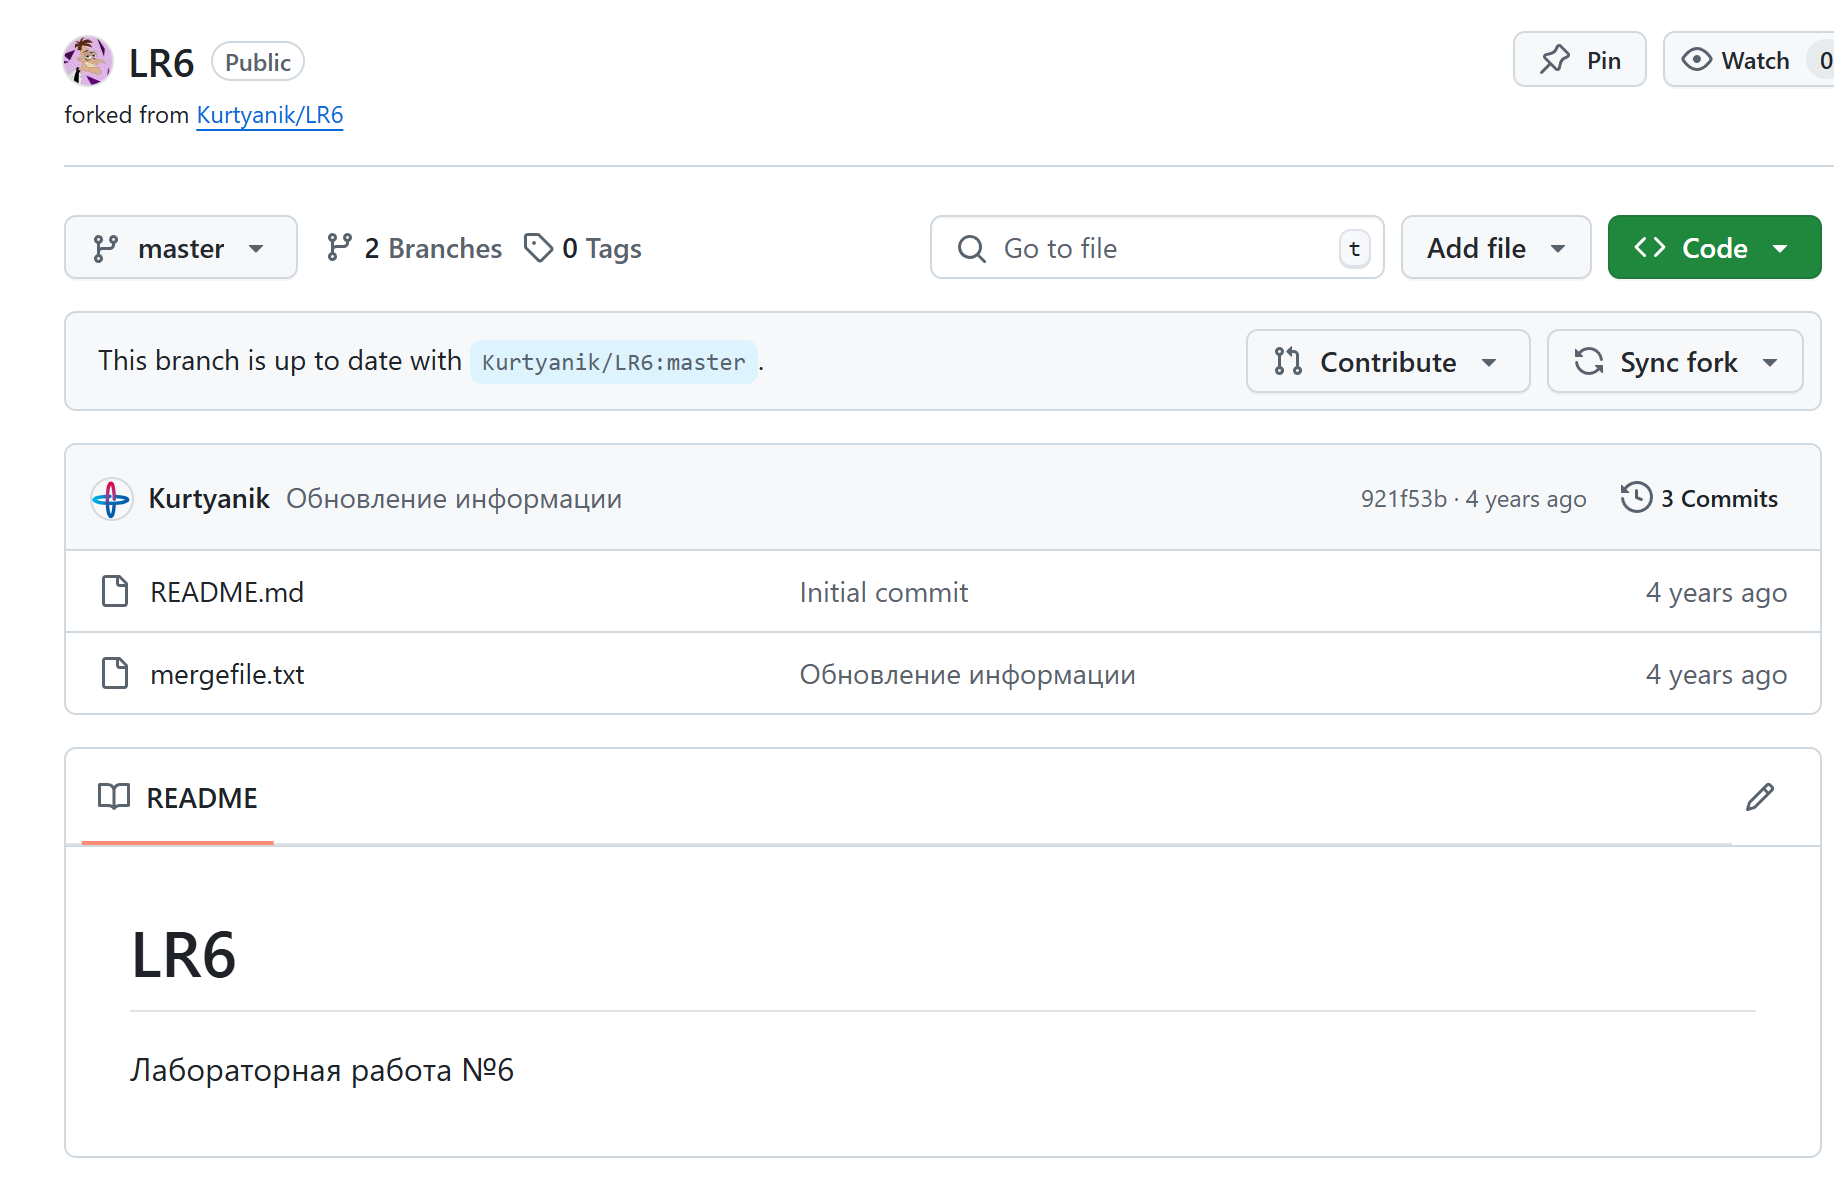 LR6 Public Pin Watch 0
forked from Kurtyanik/LR6
master 2 Branches 0 Tags Go to file t Add file Code
This branch is up to date with Kurtyanik/LR6:master. Contribute Sync fork
Kurtyanik Обновление информации 921f53b · 4 years ago 3 Commits
README.md Initial commit 4 years ago
mergefile.txt Обновление информации 4 years ago
README
LR6
Лабораторная работа №6